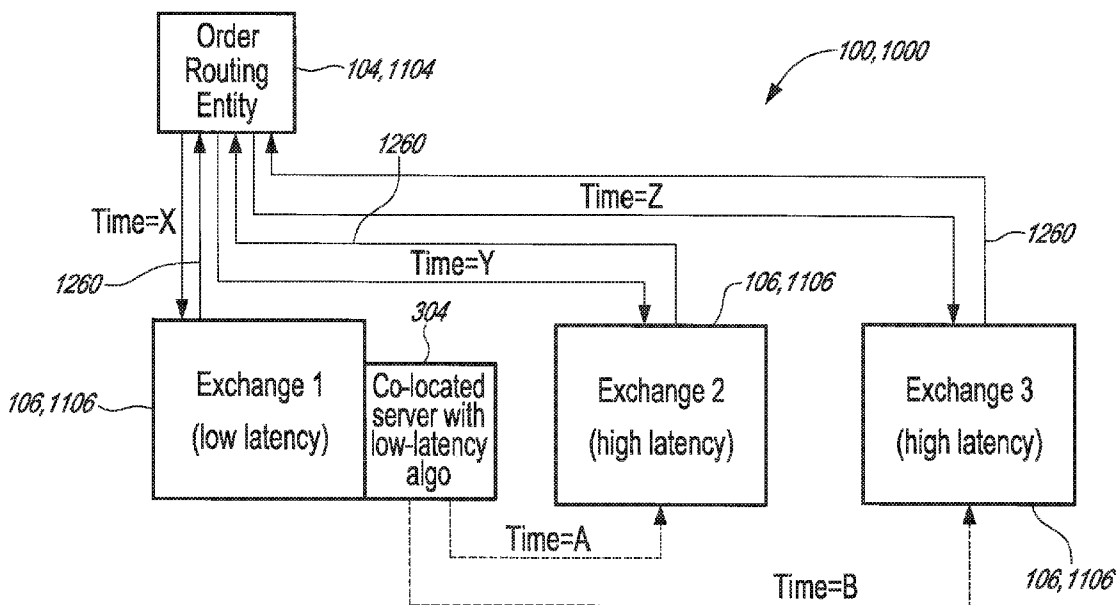 Order
Routing
Entity
104,1104
100,1000
1260
Time=Z
Time=X
1260
1260
Time=Y
106,1106
304
Exchange 1
(low latency)
Co-located
server with
low-latency
algo
Exchange 2
(high latency)
Exchange 3
(high latency)
106,1106
Time=A
106,1106
Time=B